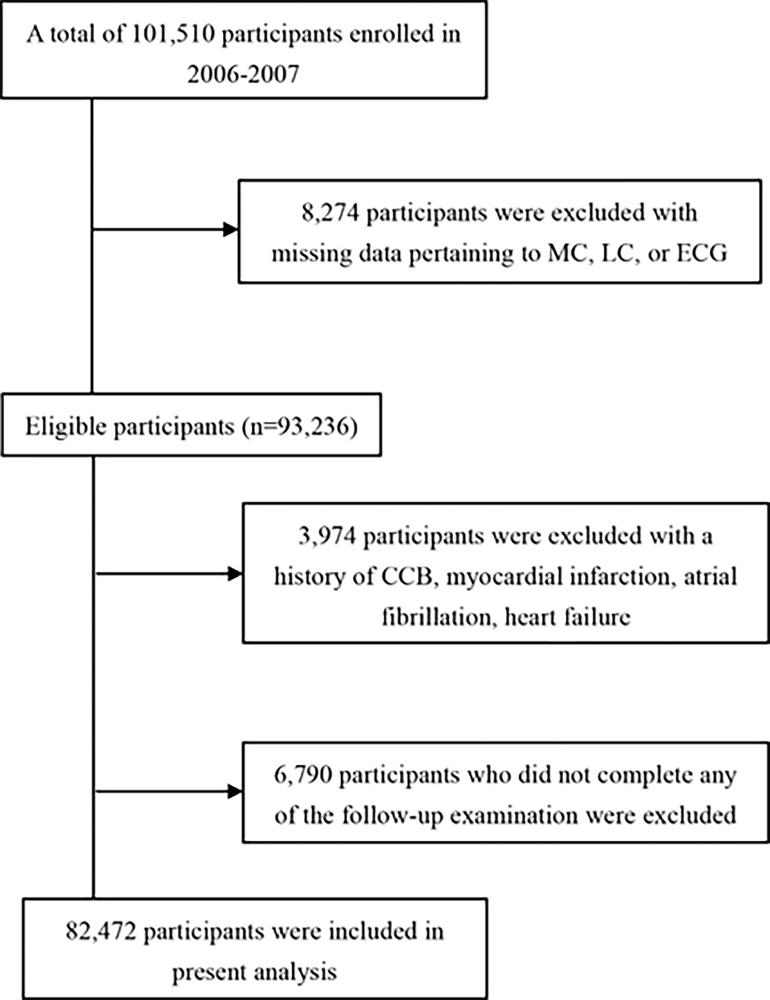 A total of 101,510 participants enrolled in
2006-2007
8,274 participants were excluded with
missing data pertaining to MC, LC, or ECG
Eligible participants (n=93,236)
3,974 participants were excluded with a
history of CCB, myocardial infarction, atrial
fibrillation, heart failure
6,790 participants who did not complete any
of the follow-up examination were excluded
82,472 participants were included in
present analysis